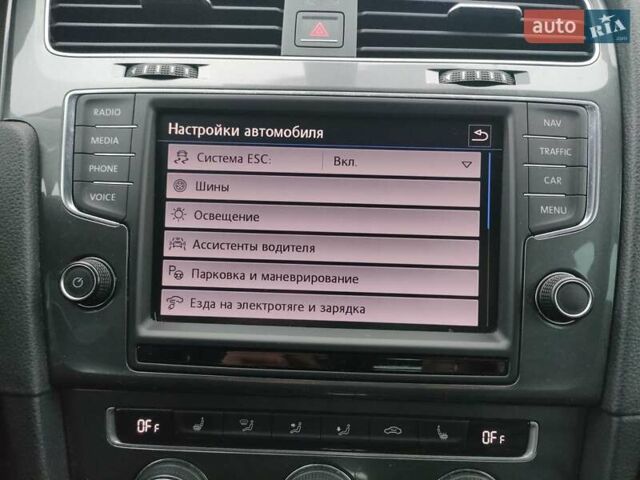 auto RIA .com
RADIO
MEDIA
PHONE
VOICE
NAV
TRAFFIC
CAR
MENU
Настройки автомобиля
Система ESC: Вкл.
Шины
Освещение
Ассистенты водителя
Парковка и маневрирование
Езда на электротяге и зарядка
OFF
OFF